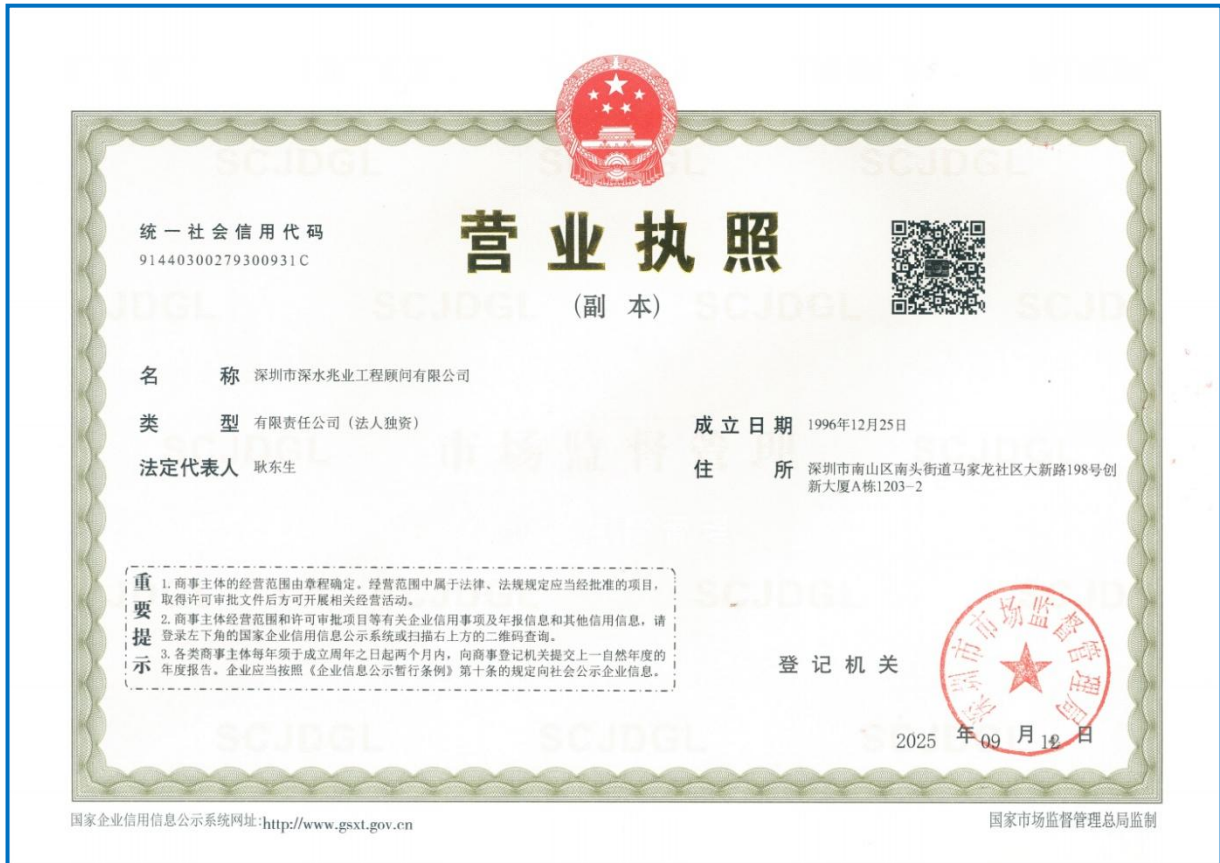 统一社会信用代码
91440300279300931C
营业执照
(副 本)
名 称 深圳市深水兆业工程顾问有限公司
类 型 有限责任公司（法人独资）
法定代表人 耿东生
成立日期 1996年12月25日
住 所 深圳市南山区南头街道马家龙社区大新路198号创
新大厦A栋1203-2
重要提示
1. 商事主体的经营范围由章程确定。经营范围中属于法律、法规规定应当经批准的项目，
取得许可审批文件后方可开展相关经营活动。
2. 商事主体经营范围和许可审批项目等有关企业信用事项及年报信息和其他信用信息，请
登录左下角的国家企业信用信息公示系统或扫描右上方的二维码查询。
3. 各类商事主体每年须于成立周年之日起两个月内，向商事登记机关提交上一自然年度的
年度报告。企业应当按照《企业信息公示暂行条例》第十条的规定向社会公示企业信息。
登记机关
深圳市市场监督管理局
2025 年 09 月 12 日
国家企业信用信息公示系统网址:http://www.gsxt.gov.cn
国家市场监督管理总局监制
SCJDGL
市场监督管理